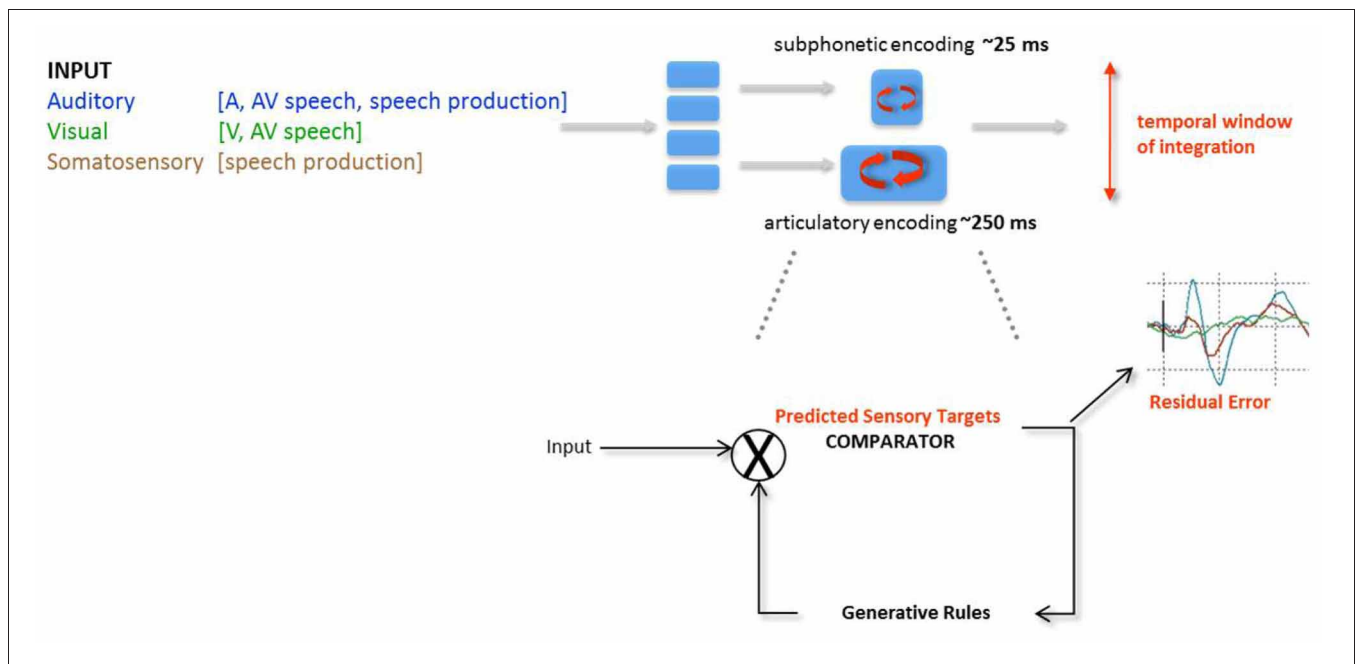 subphonetic encoding ~25 ms
INPUT
Auditory [A, AV speech, speech production]
Visual [V, AV speech]
Somatosensory [speech production]
temporal window
of integration
articulatory encoding ~250 ms
Predicted Sensory Targets
COMPARATOR
Input
X
Residual Error
Generative Rules